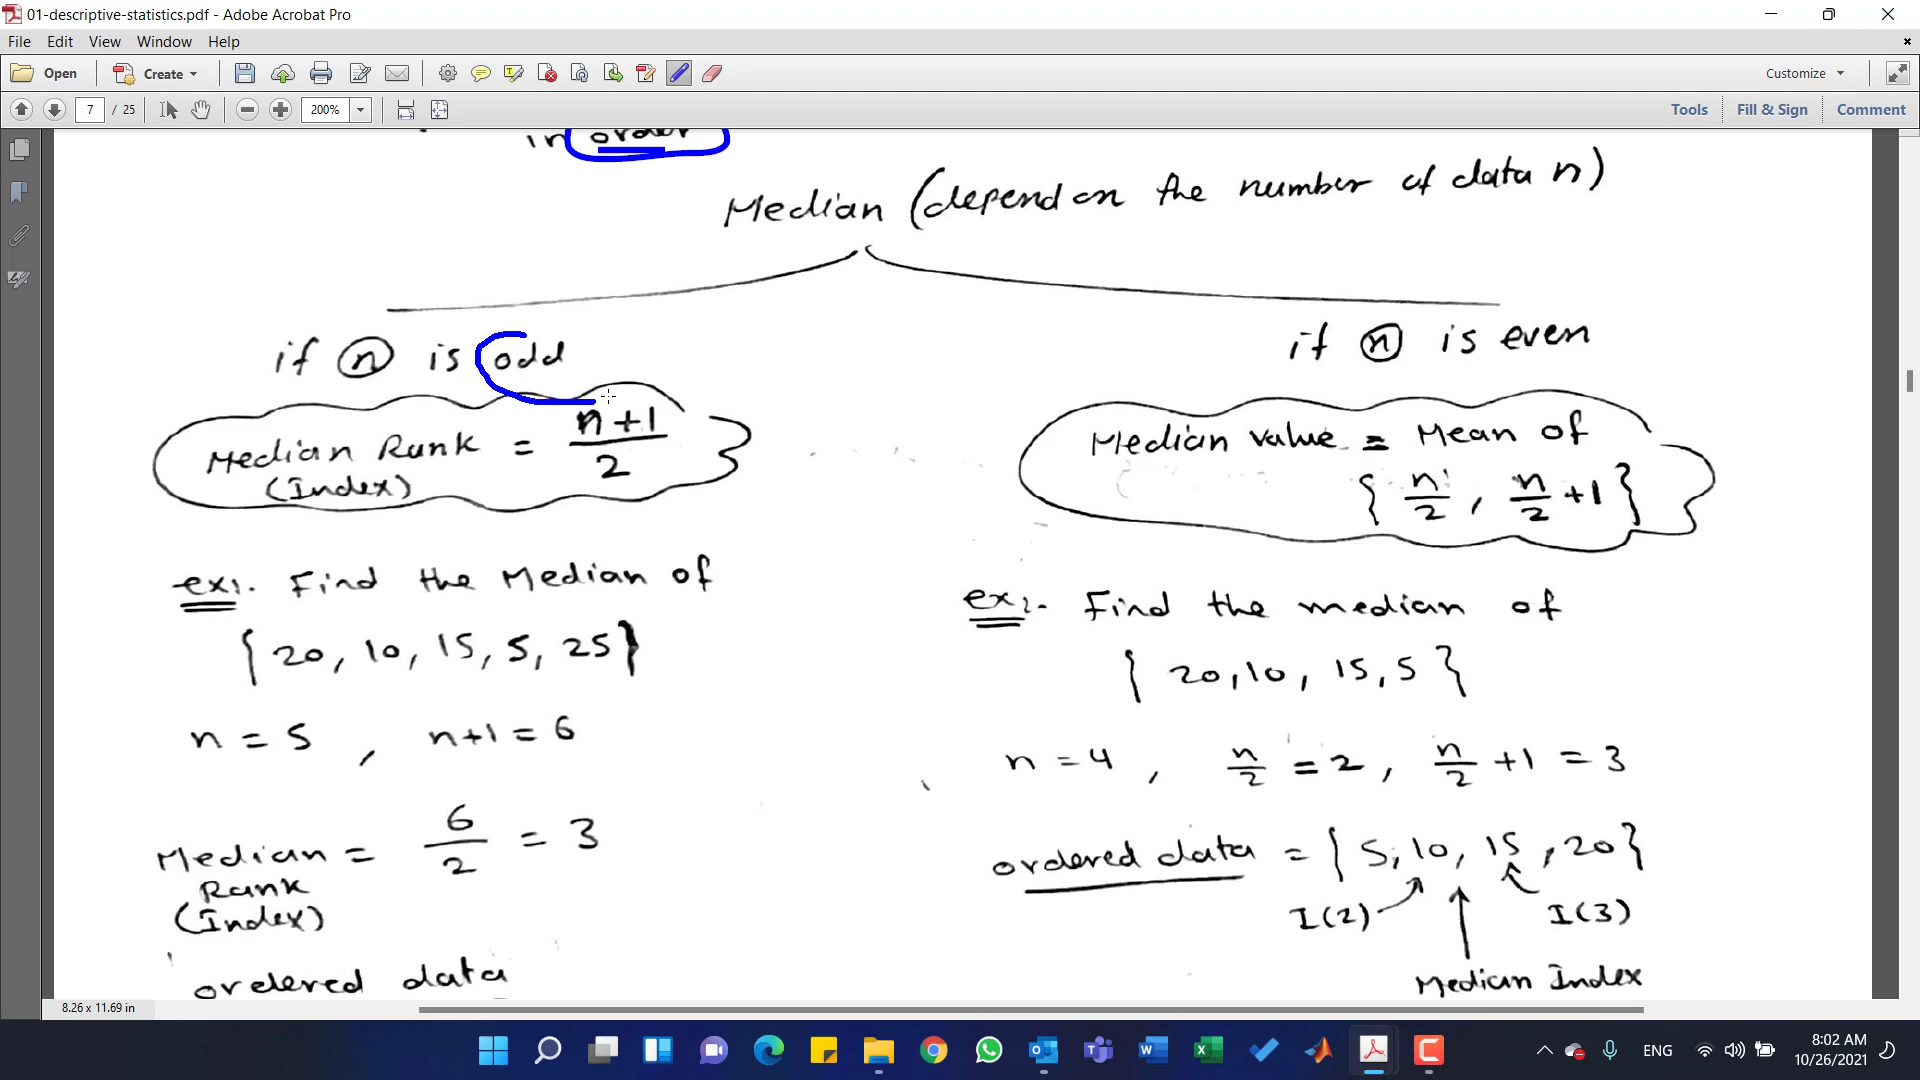 01-descriptive-statistics.pdf - Adobe Acrobat Pro
File Edit View Window Help
Open Create Customize
7 / 25 200% Tools Fill & Sign Comment
in order
Median (depend on the number of data n)
if n is odd
Median Rank = n+1/2
(Index)
ex1. Find the Median of
{ 20, 10, 15, 5, 25 }
n = 5 , n+1 = 6
Median = 6/2 = 3
Rank
(Index)
ordered data
if n is even
Median value = Mean of
{ n/2 , n/2 +1 }
ex2. Find the median of
{ 20, 10, 15, 5 }
n = 4 , n/2 = 2 , n/2 +1 = 3
ordered data = { 5, 10, 15, 20 }
I(2) I(3)
Median Index
8.26 x 11.69 in
ENG 8:02 AM
10/26/2021